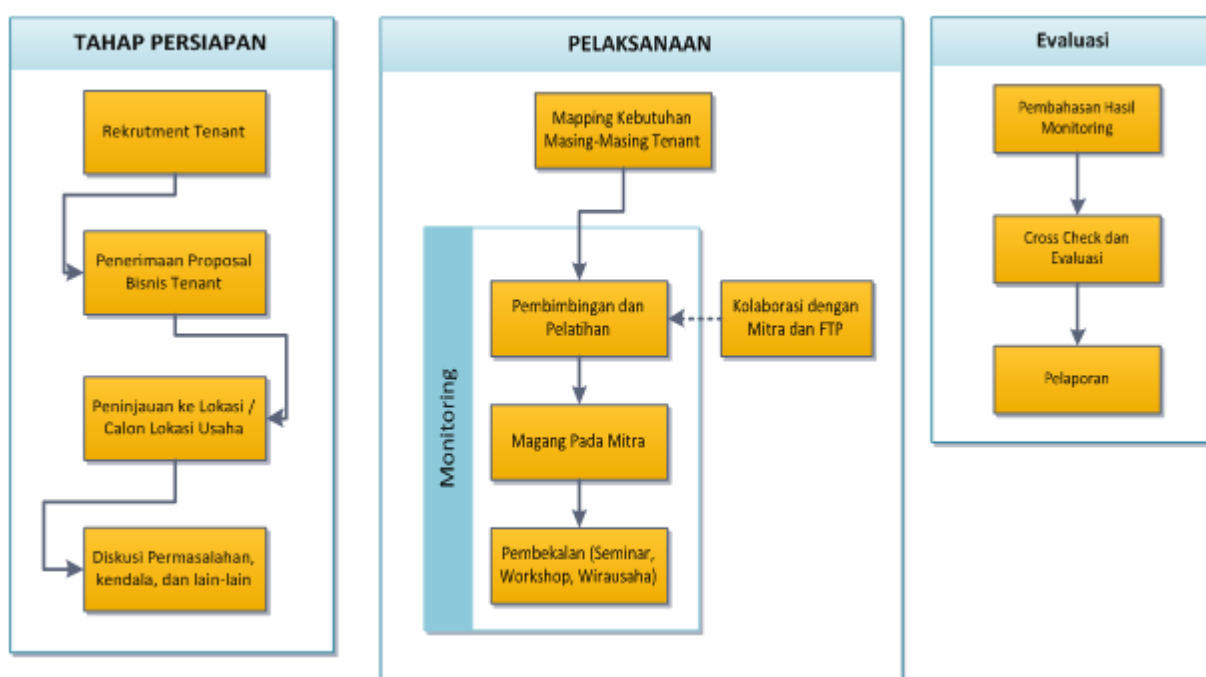 TAHAP PERSIAPAN
Rekrutment Tenant
Penerimaan Proposal
Bisnis Tenant
Peninjauan ke Lokasi /
Calon Lokasi Usaha
Diskusi Permasalahan,
kendala, dan lain-lain
PELAKSANAAN
Mapping Kebutuhan
Masing-Masing Tenant
Monitoring
Pembimbingan dan
Pelatihan
Kolaborasi dengan
Mitra dan FTP
Magang Pada Mitra
Pembekalan (Seminar,
Workshop, Wirausaha)
Evaluasi
Pembahasan Hasil
Monitoring
Cross Check dan
Evaluasi
Pelaporan